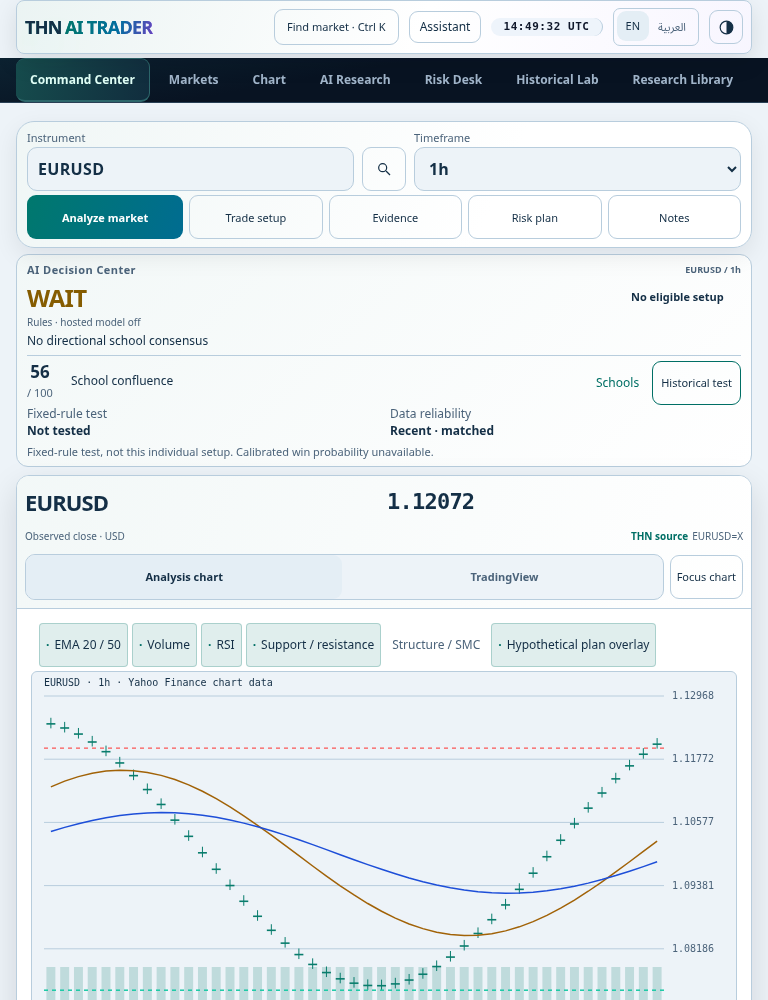 THN AI TRADER
Find market · Ctrl K
Assistant
14:49:32 UTC
EN
العربية
Command Center
Markets
Chart
AI Research
Risk Desk
Historical Lab
Research Library
Instrument
Timeframe
EURUSD
1h
Analyze market
Trade setup
Evidence
Risk plan
Notes
AI Decision Center
EURUSD / 1h
WAIT
No eligible setup
Rules · hosted model off
No directional school consensus
56
/ 100
School confluence
Schools
Historical test
Fixed-rule test
Data reliability
Not tested
Recent · matched
Fixed-rule test, not this individual setup. Calibrated win probability unavailable.
EURUSD
1.12072
Observed close · USD
THN source EURUSD=X
Analysis chart
TradingView
Focus chart
· EMA 20 / 50
· Volume
· RSI
· Support / resistance
Structure / SMC
· Hypothetical plan overlay
EURUSD · 1h · Yahoo Finance chart data
1.12968
1.11772
1.10577
1.09381
1.08186